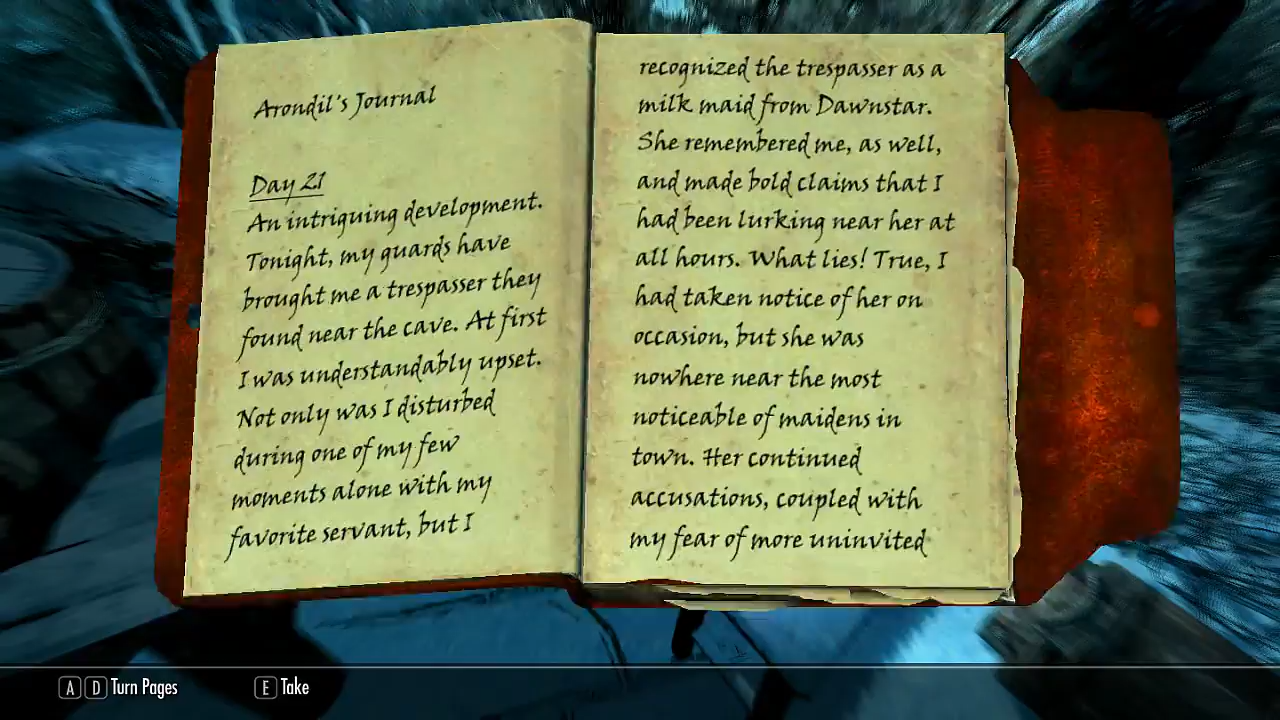 Arondil's Journal
Day 21
An intriguing development.
Tonight, my guards have
brought me a trespasser they
found near the cave. At first
I was understandably upset.
Not only was I disturbed
during one of my few
moments alone with my
favorite servant, but I
recognized the trespasser as a
milk maid from Dawnstar.
She remembered me, as well,
and made bold claims that I
had been lurking near her at
all hours. What lies! True, I
had taken notice of her on
occasion, but she was
nowhere near the most
noticeable of maidens in
town. Her continued
accusations, coupled with
my fear of more uninvited
A D Turn Pages
E Take